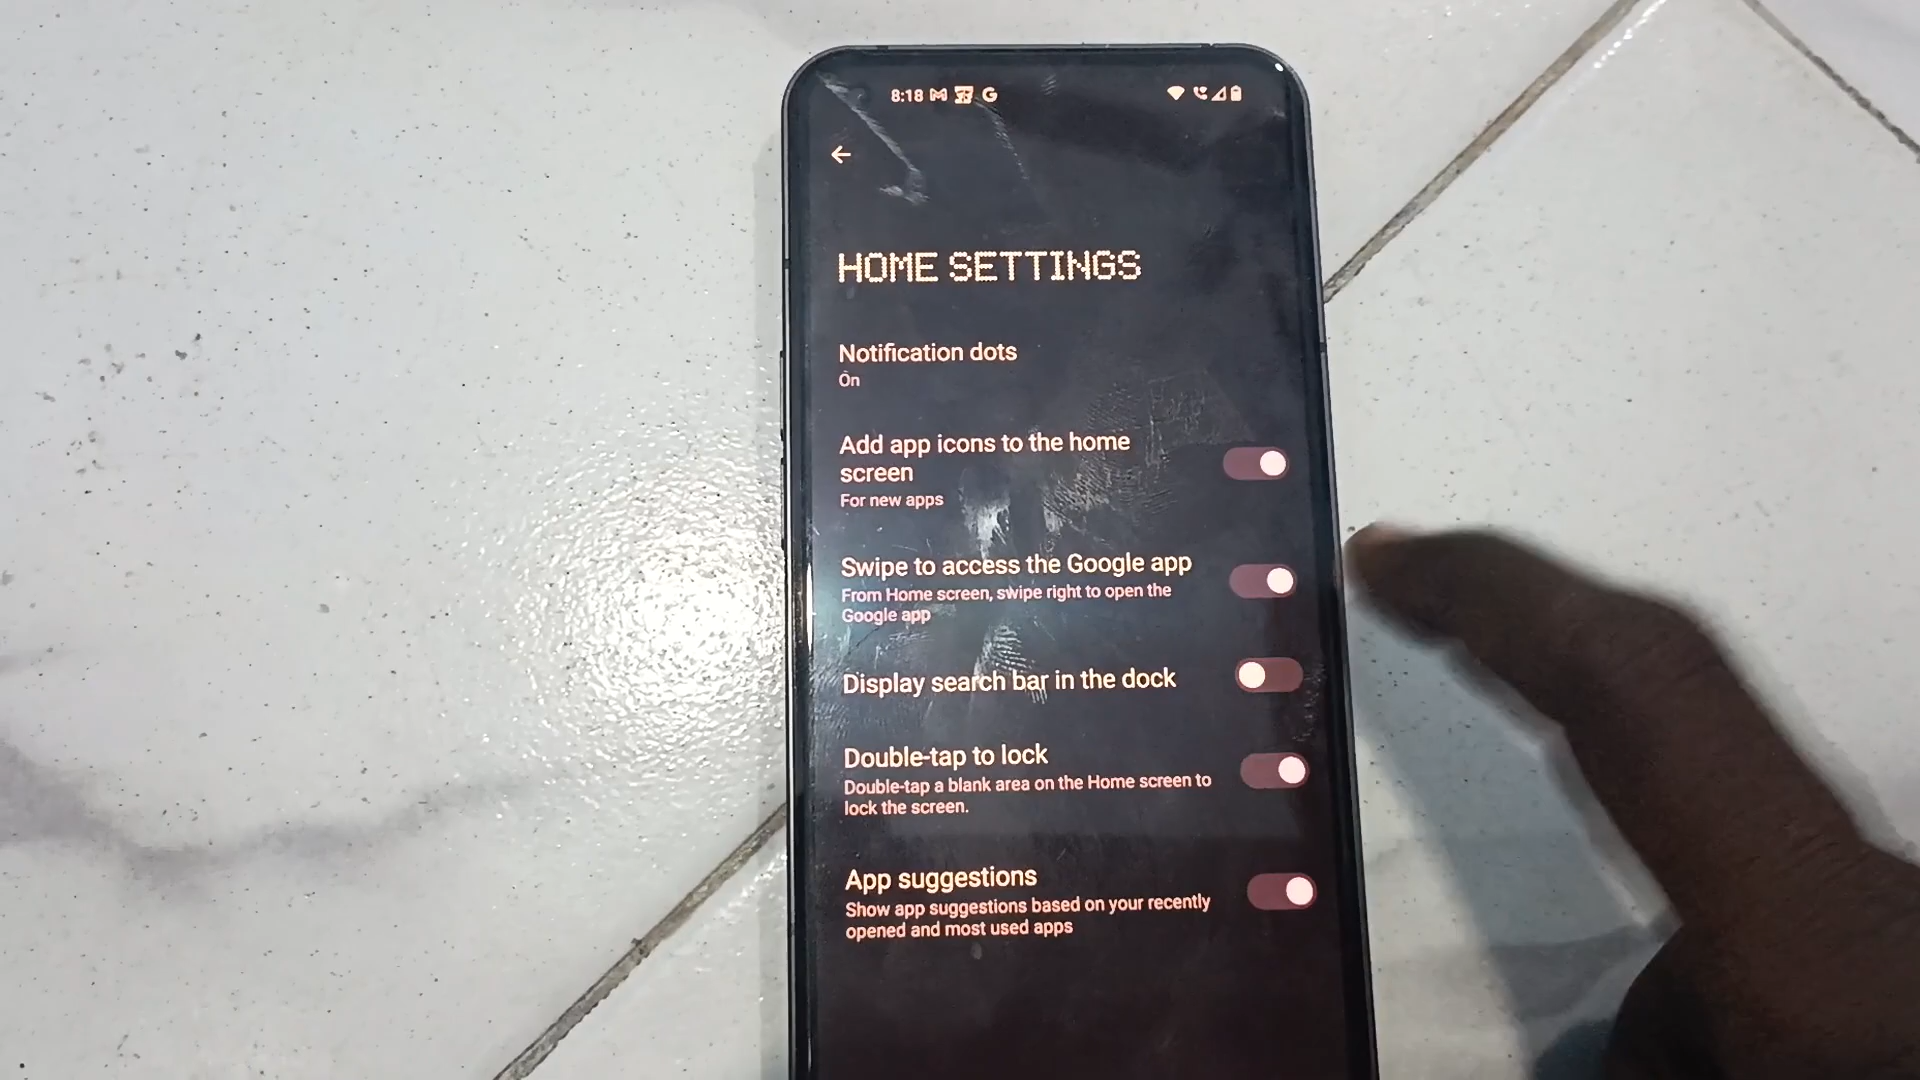 8:18 G
HOME SETTINGS
Notification dots
On
Add app icons to the home
screen
For new apps
Swipe to access the Google app
From Home screen, swipe right to open the
Google app
Display search bar in the dock
Double-tap to lock
Double-tap a blank area on the Home screen to
lock the screen.
App suggestions
Show app suggestions based on your recently
opened and most used apps